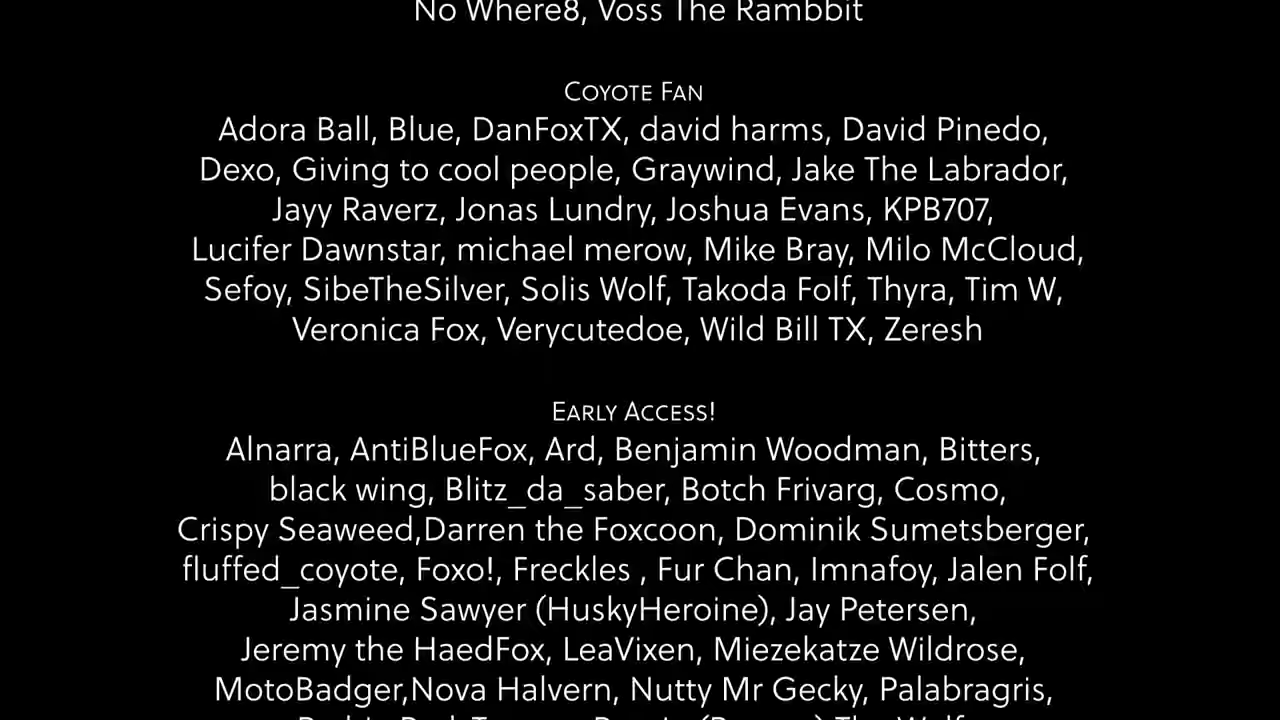 No Where8, Voss The Rambbit
Coyote Fan
Adora Ball, Blue, DanFoxTX, david harms, David Pinedo,
Dexo, Giving to cool people, Graywind, Jake The Labrador,
Jayy Raverz, Jonas Lundry, Joshua Evans, KPB707,
Lucifer Dawnstar, michael merow, Mike Bray, Milo McCloud,
Sefoy, SibeTheSilver, Solis Wolf, Takoda Folf, Thyra, Tim W,
Veronica Fox, Verycutedoe, Wild Bill TX, Zeresh
Early Access!
Alnarra, AntiBlueFox, Ard, Benjamin Woodman, Bitters,
black wing, Blitz_da_saber, Botch Frivarg, Cosmo,
Crispy Seaweed,Darren the Foxcoon, Dominik Sumetsberger,
fluffed_coyote, Foxo!, Freckles , Fur Chan, Imnafoy, Jalen Folf,
Jasmine Sawyer (HuskyHeroine), Jay Petersen,
Jeremy the HaedFox, LeaVixen, Miezekatze Wildrose,
MotoBadger,Nova Halvern, Nutty Mr Gecky, Palabragris,
The Wolf